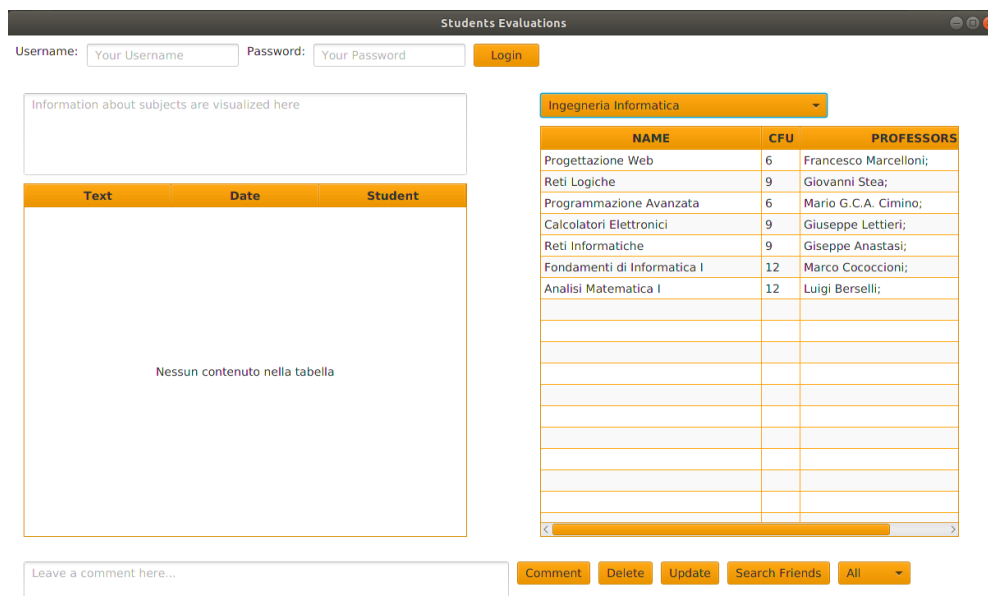 Students Evaluations
Username: Your Username Password: Your Password Login
Information about subjects are visualized here
Text Date Student
Nessun contenuto nella tabella
Ingegneria Informatica
NAME CFU PROFESSORS
Progettazione Web 6 Francesco Marcelloni;
Reti Logiche 9 Giovanni Stea;
Programmazione Avanzata 6 Mario G.C.A. Cimino;
Calcolatori Elettronici 9 Giuseppe Lettieri;
Reti Informatiche 9 Giseppe Anastasi;
Fondamenti di Informatica I 12 Marco Cococcioni;
Analisi Matematica I 12 Luigi Berselli;
Leave a comment here... Comment Delete Update Search Friends All